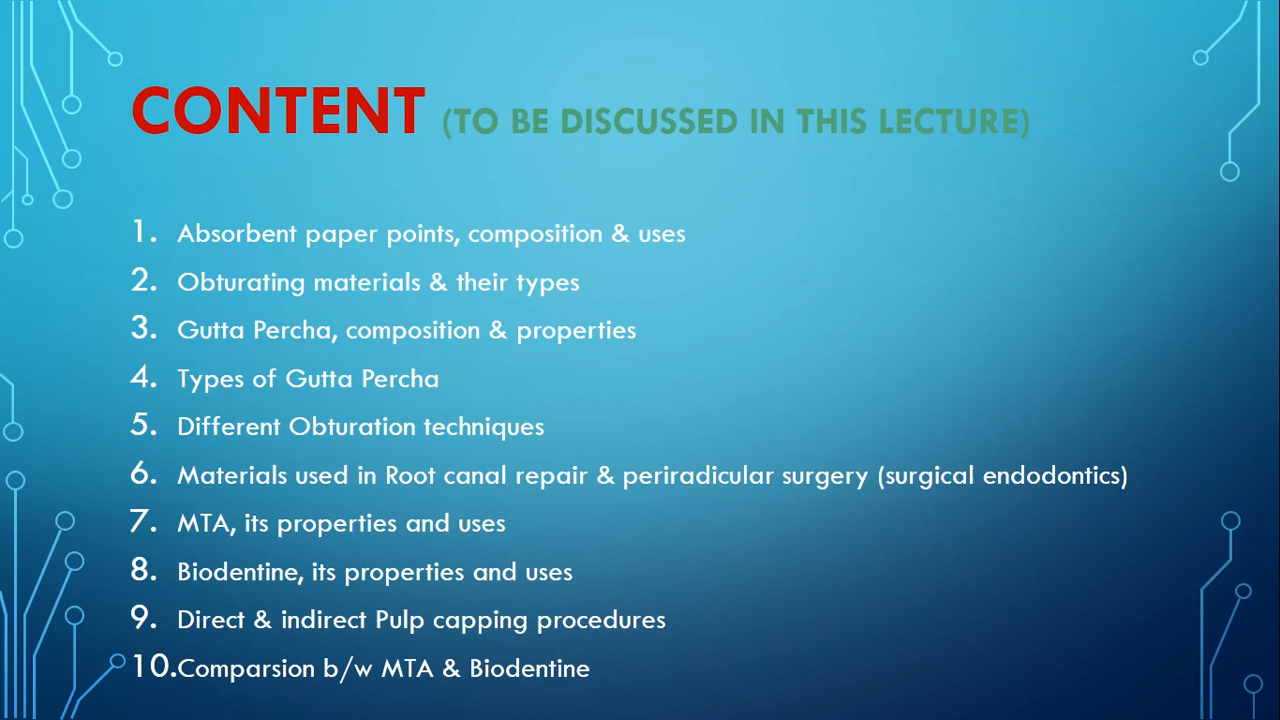 CONTENT (TO BE DISCUSSED IN THIS LECTURE)
1. Absorbent paper points, composition & uses
2. Obturating materials & their types
3. Gutta Percha, composition & properties
4. Types of Gutta Percha
5. Different Obturation techniques
6. Materials used in Root canal repair & periradicular surgery (surgical endodontics)
7. MTA, its properties and uses
8. Biodentine, its properties and uses
9. Direct & indirect Pulp capping procedures
10.Comparsion b/w MTA & Biodentine